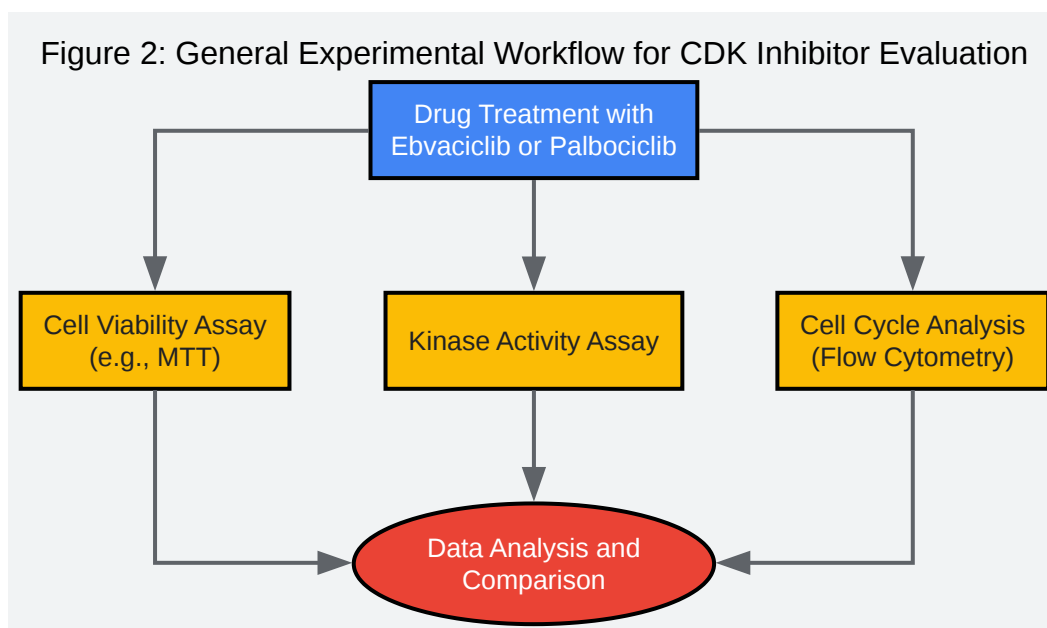 Figure 2: General Experimental Workflow for CDK Inhibitor Evaluation
Drug Treatment with
Ebvaciclib or Palbociclib
Cell Viability Assay
(e.g., MTT)
Kinase Activity Assay
Cell Cycle Analysis
(Flow Cytometry)
Data Analysis and
Comparison